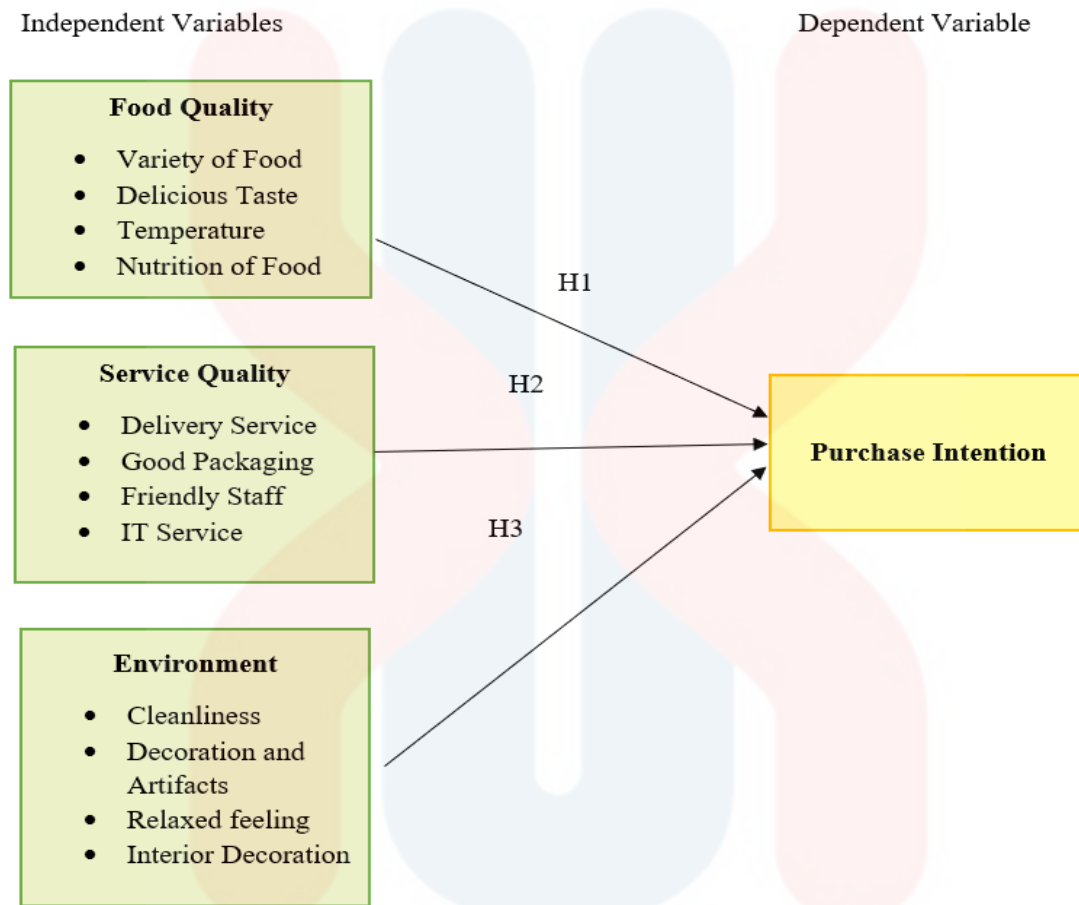 Independent Variables
Dependent Variable
Food Quality
• Variety of Food
• Delicious Taste
• Temperature
• Nutrition of Food
H1
Service Quality
• Delivery Service
• Good Packaging
• Friendly Staff
• IT Service
H2
Purchase Intention
H3
Environment
• Cleanliness
• Decoration and
Artifacts
• Relaxed feeling
• Interior Decoration